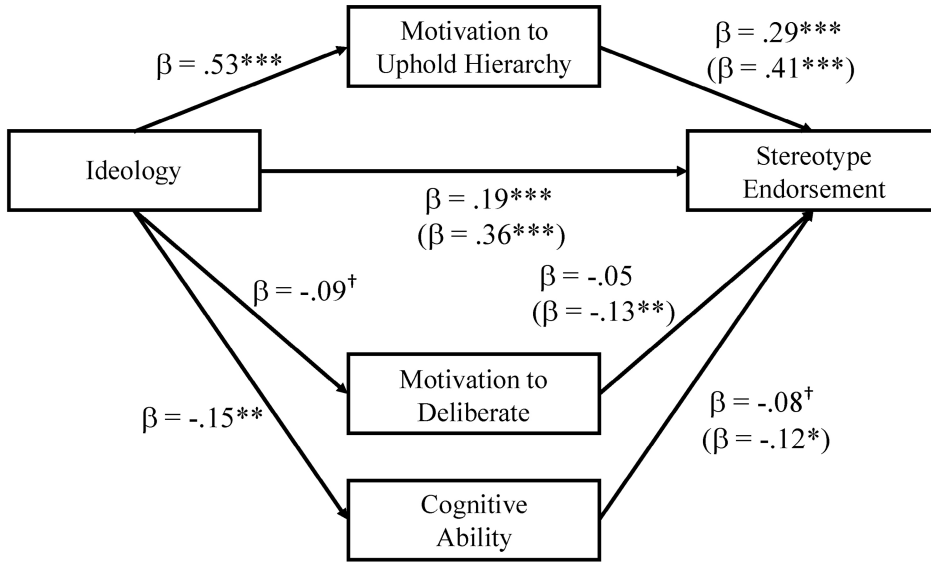 Motivation to
Uphold Hierarchy
β = .53***
β = .29***
(β = .41***)
Ideology
Stereotype
Endorsement
β = .19***
(β = .36***)
β = -.09†
β = -.05
(β = -.13**)
Motivation to
Deliberate
β = -.15**
β = -.08†
(β = -.12*)
Cognitive
Ability